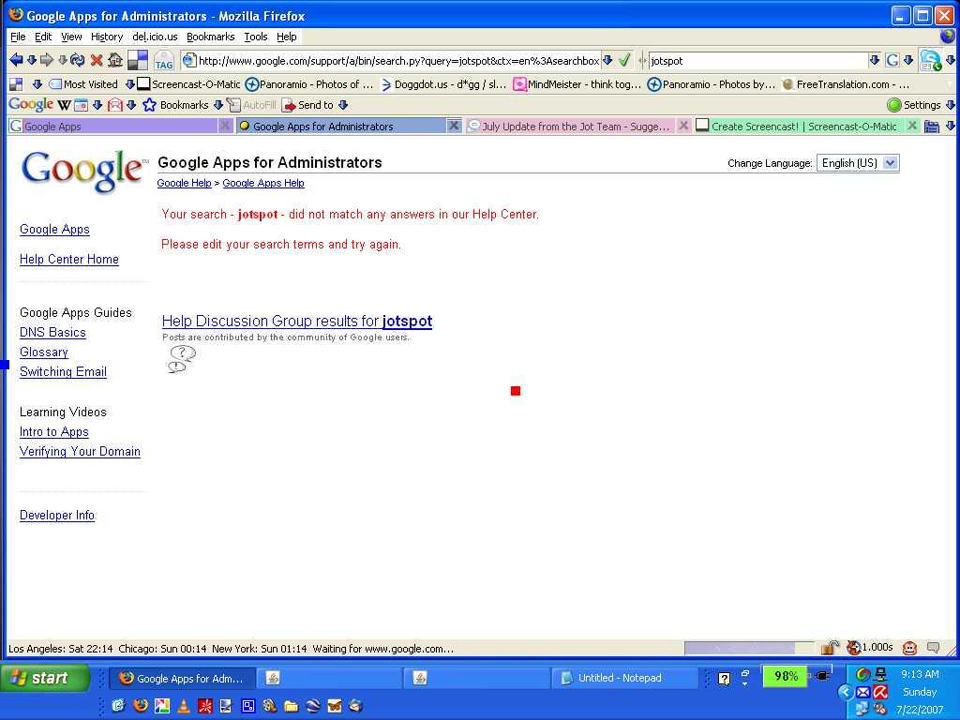 Google Apps for Administrators - Mozilla Firefox
File Edit View History del.icio.us Bookmarks Tools Help
TAG http://www.google.com/support/a/bin/search.py?query=jotspot&ctx=en%3Asearchbox jotspot
Most Visited Screencast-O-Matic Panoramio - Photos of ... Doggdot.us - d*gg / sl... MindMeister - think tog... Panoramio - Photos by... FreeTranslation.com - ...
Google W Bookmarks AutoFill Send to Settings
Google Apps Google Apps for Administrators July Update from the Jot Team - Sugge... Create Screencast! | Screencast-O-Matic
Google™ Google Apps for Administrators Change Language: English (US)
Google Help > Google Apps Help
Your search - jotspot - did not match any answers in our Help Center.
Google Apps
Please edit your search terms and try again.
Help Center Home
Google Apps Guides
Help Discussion Group results for jotspot
DNS Basics
Posts are contributed by the community of Google users.
Glossary
Switching Email
Learning Videos
Intro to Apps
Verifying Your Domain
Developer Info
Los Angeles: Sat 22:14 Chicago: Sun 00:14 New York: Sun 01:14 Waiting for www.google.com... 1.000s
start Google Apps for Adm... Untitled - Notepad 98% 9:13 AM
Sunday
7/22/2007